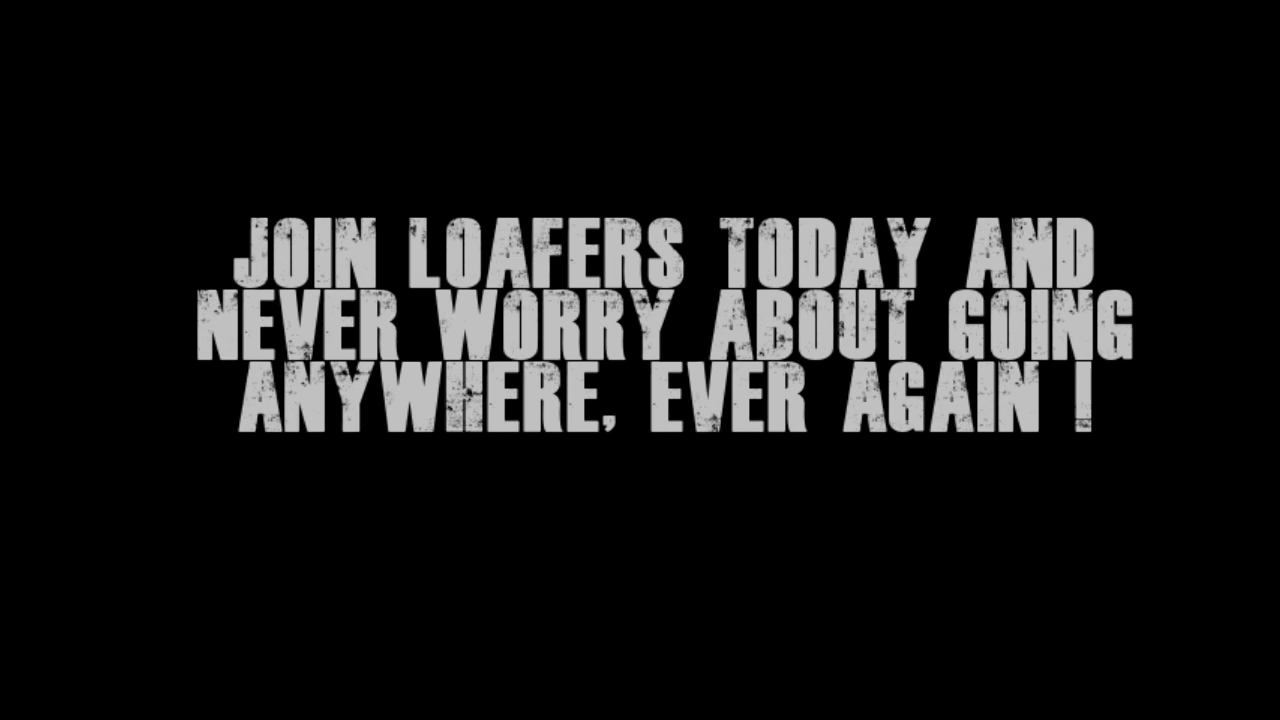 JOIN LOAFERS TODAY AND
NEVER WORRY ABOUT GOING
ANYWHERE, EVER AGAIN !